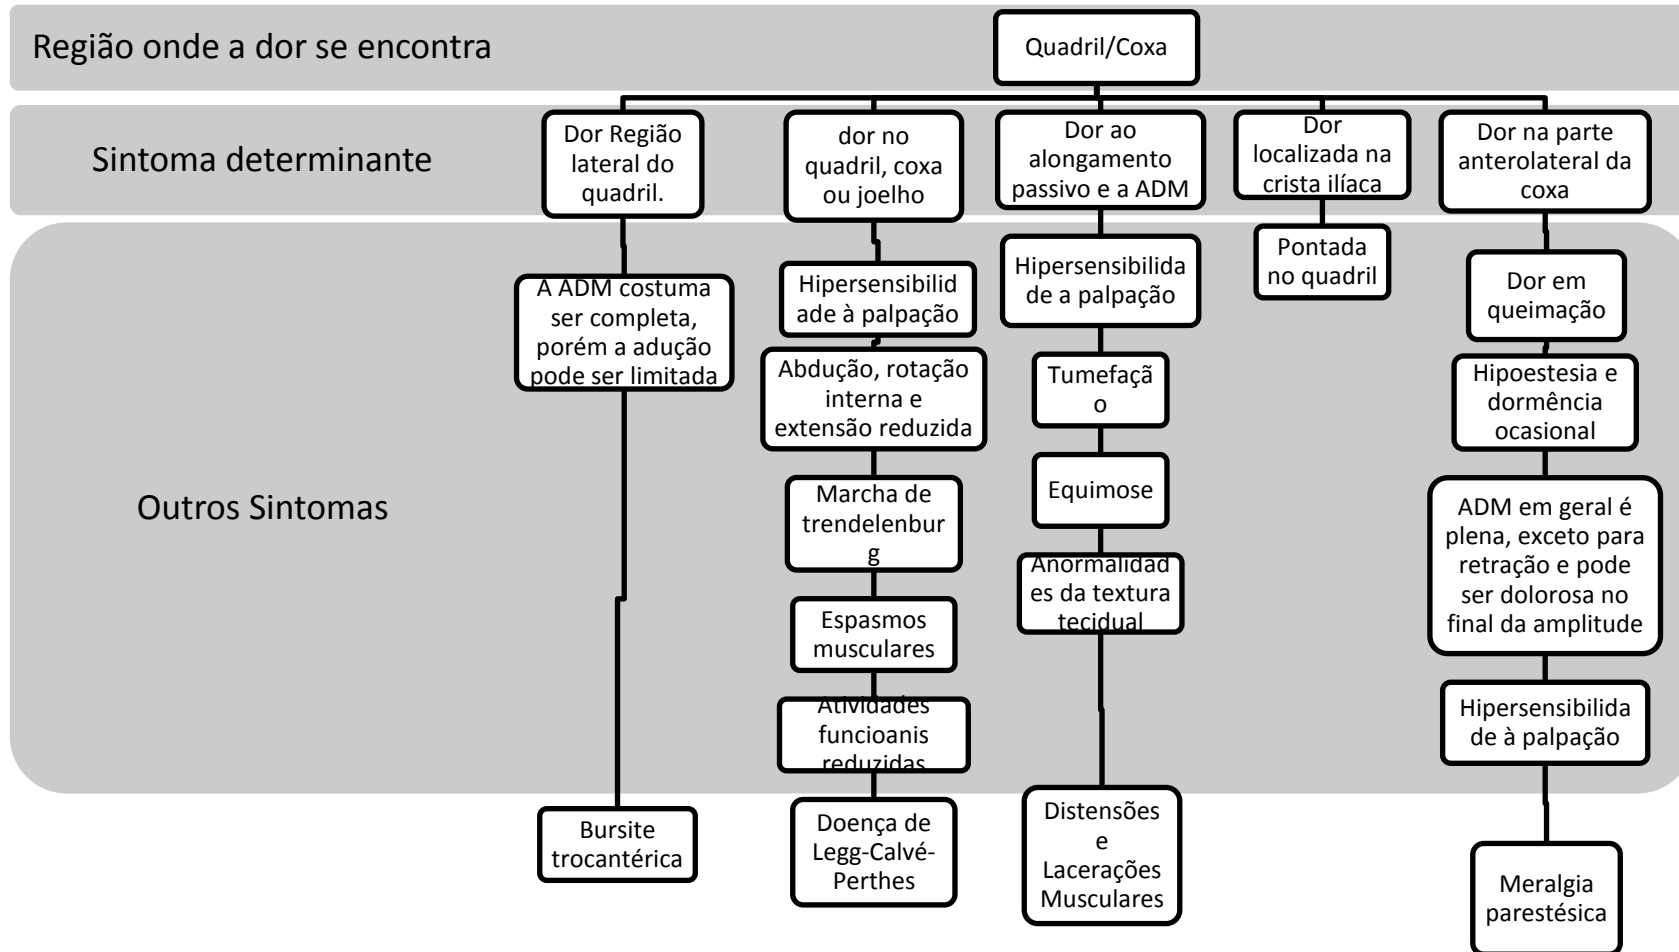 Região onde a dor se encontra
Quadril/Coxa
Sintoma determinante
Dor Região
lateral do
quadril.
dor no
quadril, coxa
ou joelho
Dor ao
alongamento
passivo e a ADM
Dor
localizada na
crista ilíaca
Dor na parte
anterolateral da
coxa
Outros Sintomas
A ADM costuma
ser completa,
porém a adução
pode ser limitada
Bursite
trocantérica
Hipersensibilid
ade à palpação
Abdução, rotação
interna e
extensão reduzida
Marcha de
trendelenbur
g
Espasmos
musculares
Atividades
funcioanis
reduzidas
Doença de
Legg-Calvé-
Perthes
Hipersensibilida
de a palpação
Tumefaçã
o
Equimose
Anormalidad
es da textura
tecidual
Distensões
e
Lacerações
Musculares
Pontada
no quadril
Dor em
queimação
Hipoestesia e
dormência
ocasional
ADM em geral é
plena, exceto para
retração e pode
ser dolorosa no
final da amplitude
Hipersensibilida
de à palpação
Meralgia
parestésica